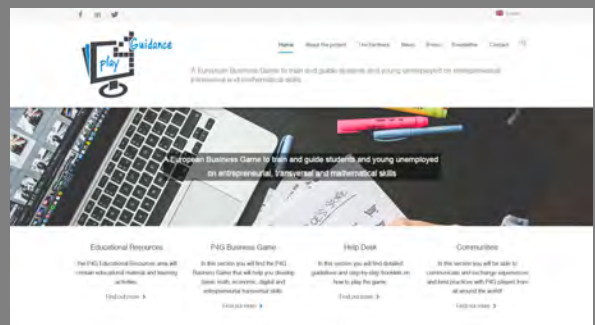 English
Guidance
play
Home About the project Newsletter Contact
News
A European Business Game to train and guide students and young unemployed on entrepreneurial
transversal and mathematical skills
A European Business Game to train and guide students and young unemployed
on entrepreneurial, transversal and mathematical skills
Educational Resources
The P4G Educational Resources area will
contain educational material and learning
activities.
Find out more >
P4G Business Game
In this section you will find the P4G
Business Game that will help you develop
basic math, economic, digital and
entrepreneurial transversal skills
Find out more >
Help Desk
In this section you will find detailed
guidelines and step-by-step booklets on
how to play the game.
Find out more >
Communities
In this section you will be able to
communicate and exchange experiences
and best practices with P4G players from
all around the world!
Find out more >